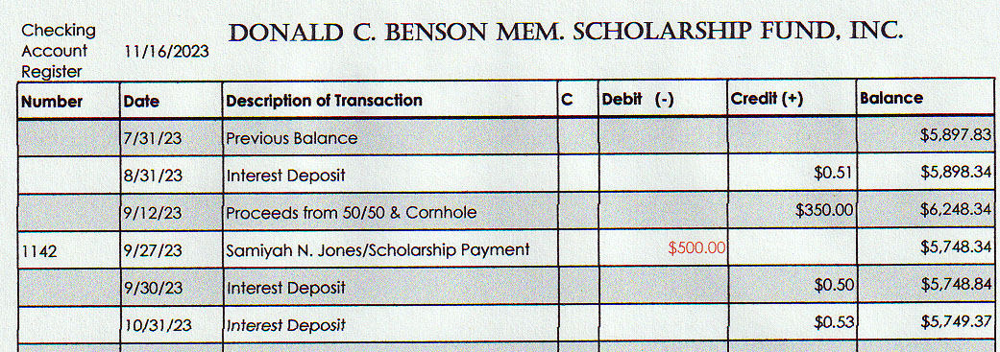 Checking Account Register 11/16/2023 DONALD C. BENSON MEM. SCHOLARSHIP FUND, INC.
Number Date Description of Transaction C Debit (-) Credit (+) Balance
7/31/23 Previous Balance $5,897.83
8/31/23 Interest Deposit $0.51 $5,898.34
9/12/23 Proceeds from 50/50 & Cornhole $350.00 $6,248.34
1142 9/27/23 Samiyah N. Jones/Scholarship Payment $500.00 $5,748.34
9/30/23 Interest Deposit $0.50 $5,748.84
10/31/23 Interest Deposit $0.53 $5,749.37